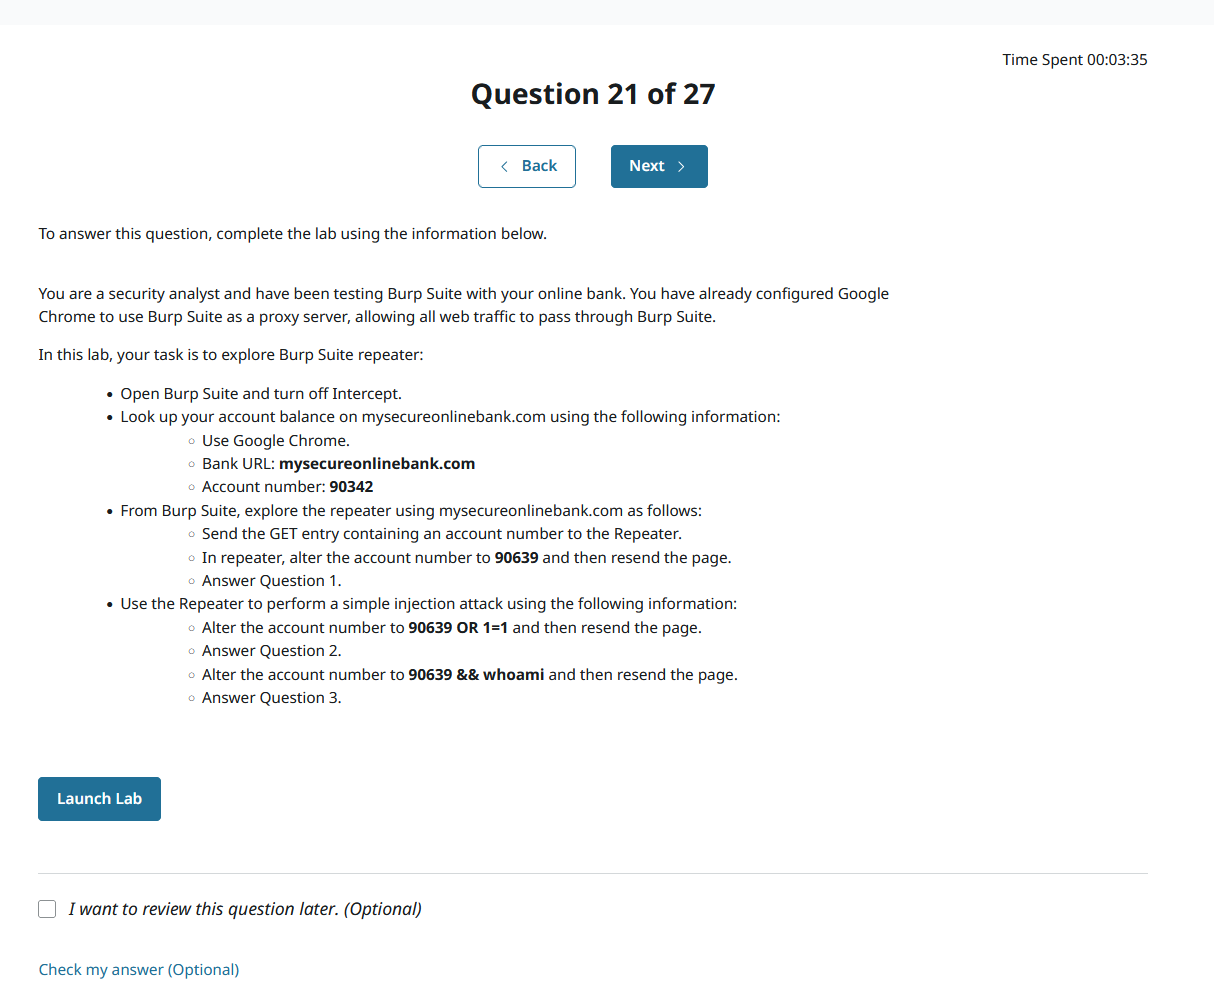 Time Spent 00:03:35
Question 21 of 27
Back
Next
To answer this question, complete the lab using the information below.
You are a security analyst and have been testing Burp Suite with your online bank. You have already configured Google
Chrome to use Burp Suite as a proxy server, allowing all web traffic to pass through Burp Suite.
In this lab, your task is to explore Burp Suite repeater:
Open Burp Suite and turn off Intercept.
Look up your account balance on mysecureonlinebank.com using the following information:
Use Google Chrome.
Bank URL: mysecureonlinebank.com
Account number: 90342
From Burp Suite, explore the repeater using mysecureonlinebank.com as follows:
Send the GET entry containing an account number to the Repeater.
In repeater, alter the account number to 90639 and then resend the page.
Answer Question 1.
Use the Repeater to perform a simple injection attack using the following information:
Alter the account number to 90639 OR 1=1 and then resend the page.
Answer Question 2.
Alter the account number to 90639 && whoami and then resend the page.
Answer Question 3.
Launch Lab
I want to review this question later. (Optional)
Check my answer (Optional)